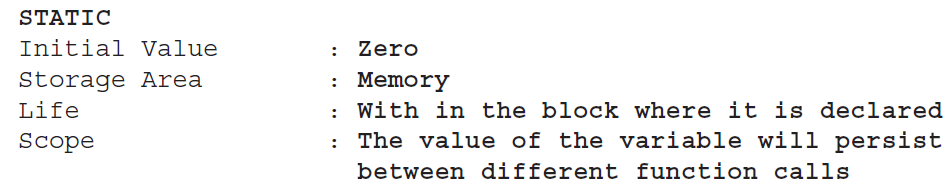 STATIC
Initial Value : Zero
Storage Area : Memory
Life : With in the block where it is declared
Scope : The value of the variable will persist
between different function calls